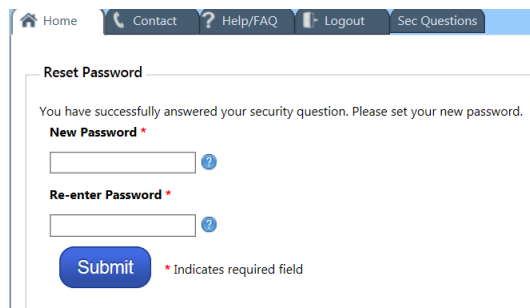 Home Contact Help/FAQ Logout Sec Questions
Reset Password
You have successfully answered your security question. Please set your new password.
New Password *
?
Re-enter Password *
?
Submit * Indicates required field